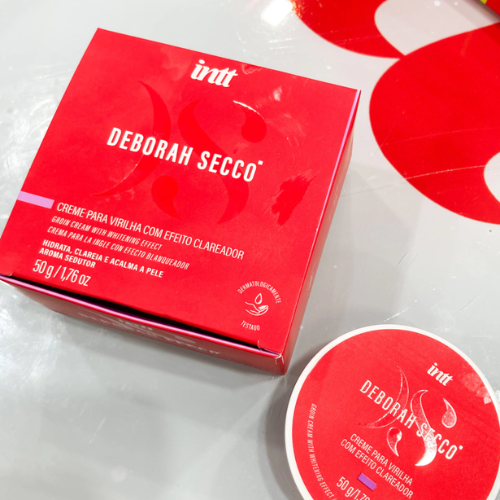 intt
DEBORAH SECCO
CREME PARA VIRILHA COM EFEITO CLAREADOR
GROIN CREAM WITH WHITENING EFFECT
CREMA PARA LA INGLE CON EFECTO BLANQUEADOR
HIDRATA, CLAREIA E ACALMA A PELE
AROMA SEDUTOR
50 g / 1,76 oz
DERMATOLOGICAMENTE
TESTADO
intt
DEBORAH SECCO
CREME PARA VIRILHA
COM EFEITO CLAREADOR
GROIN CREAM WITH WHITENING EFFECT
50 g / 1,76